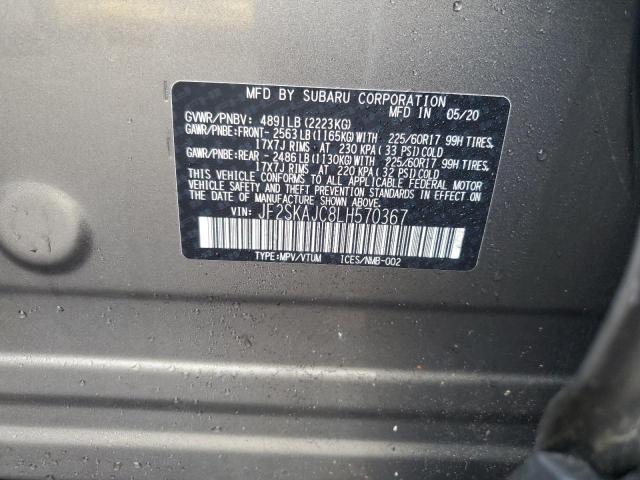 MFD BY SUBARU CORPORATION
MFD IN 05/20
GVWR/PNBV: 4891LB (2223KG)
GAWR/PNBE:FRONT- 2563LB (1165KG)WITH 225/60R17 99H TIRES,
17X7J RIMS AT 230 KPA (33 PSI)COLD
GAWR/PNBE:REAR - 2486LB (1130KG)WITH 225/60R17 99H TIRES,
17X7J RIMS AT 220 KPA(32 PSI)COLD
THIS VEHICLE CONFORMS TO ALL APPLICABLE FEDERAL MOTOR
VEHICLE SAFETY AND THEFT PREVENTION STANDARDS IN EFFECT ON
THE DATE OF MANUFACTURE SHOWN ABOVE.
VIN: JF2SKAJC8LH570367
TYPE:MPV/VTUM ICES/NMB-002